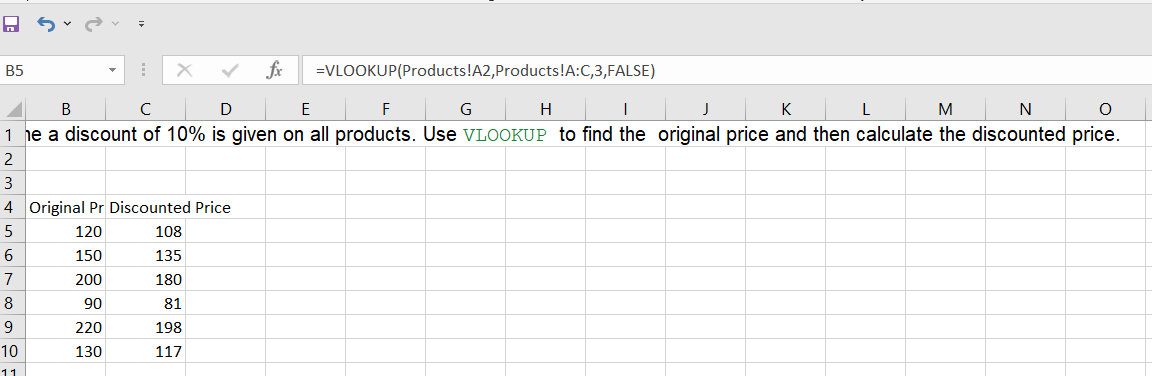 B5 fx =VLOOKUP(Products!A2,Products!A:C,3,FALSE)
B C D E F G H I J K L M N O
1 a discount of 10% is given on all products. Use VLOOKUP to find the original price and then calculate the discounted price.
2
3
4 Original Pr Discounted Price
5 120 108
6 150 135
7 200 180
8 90 81
9 220 198
10 130 117
11